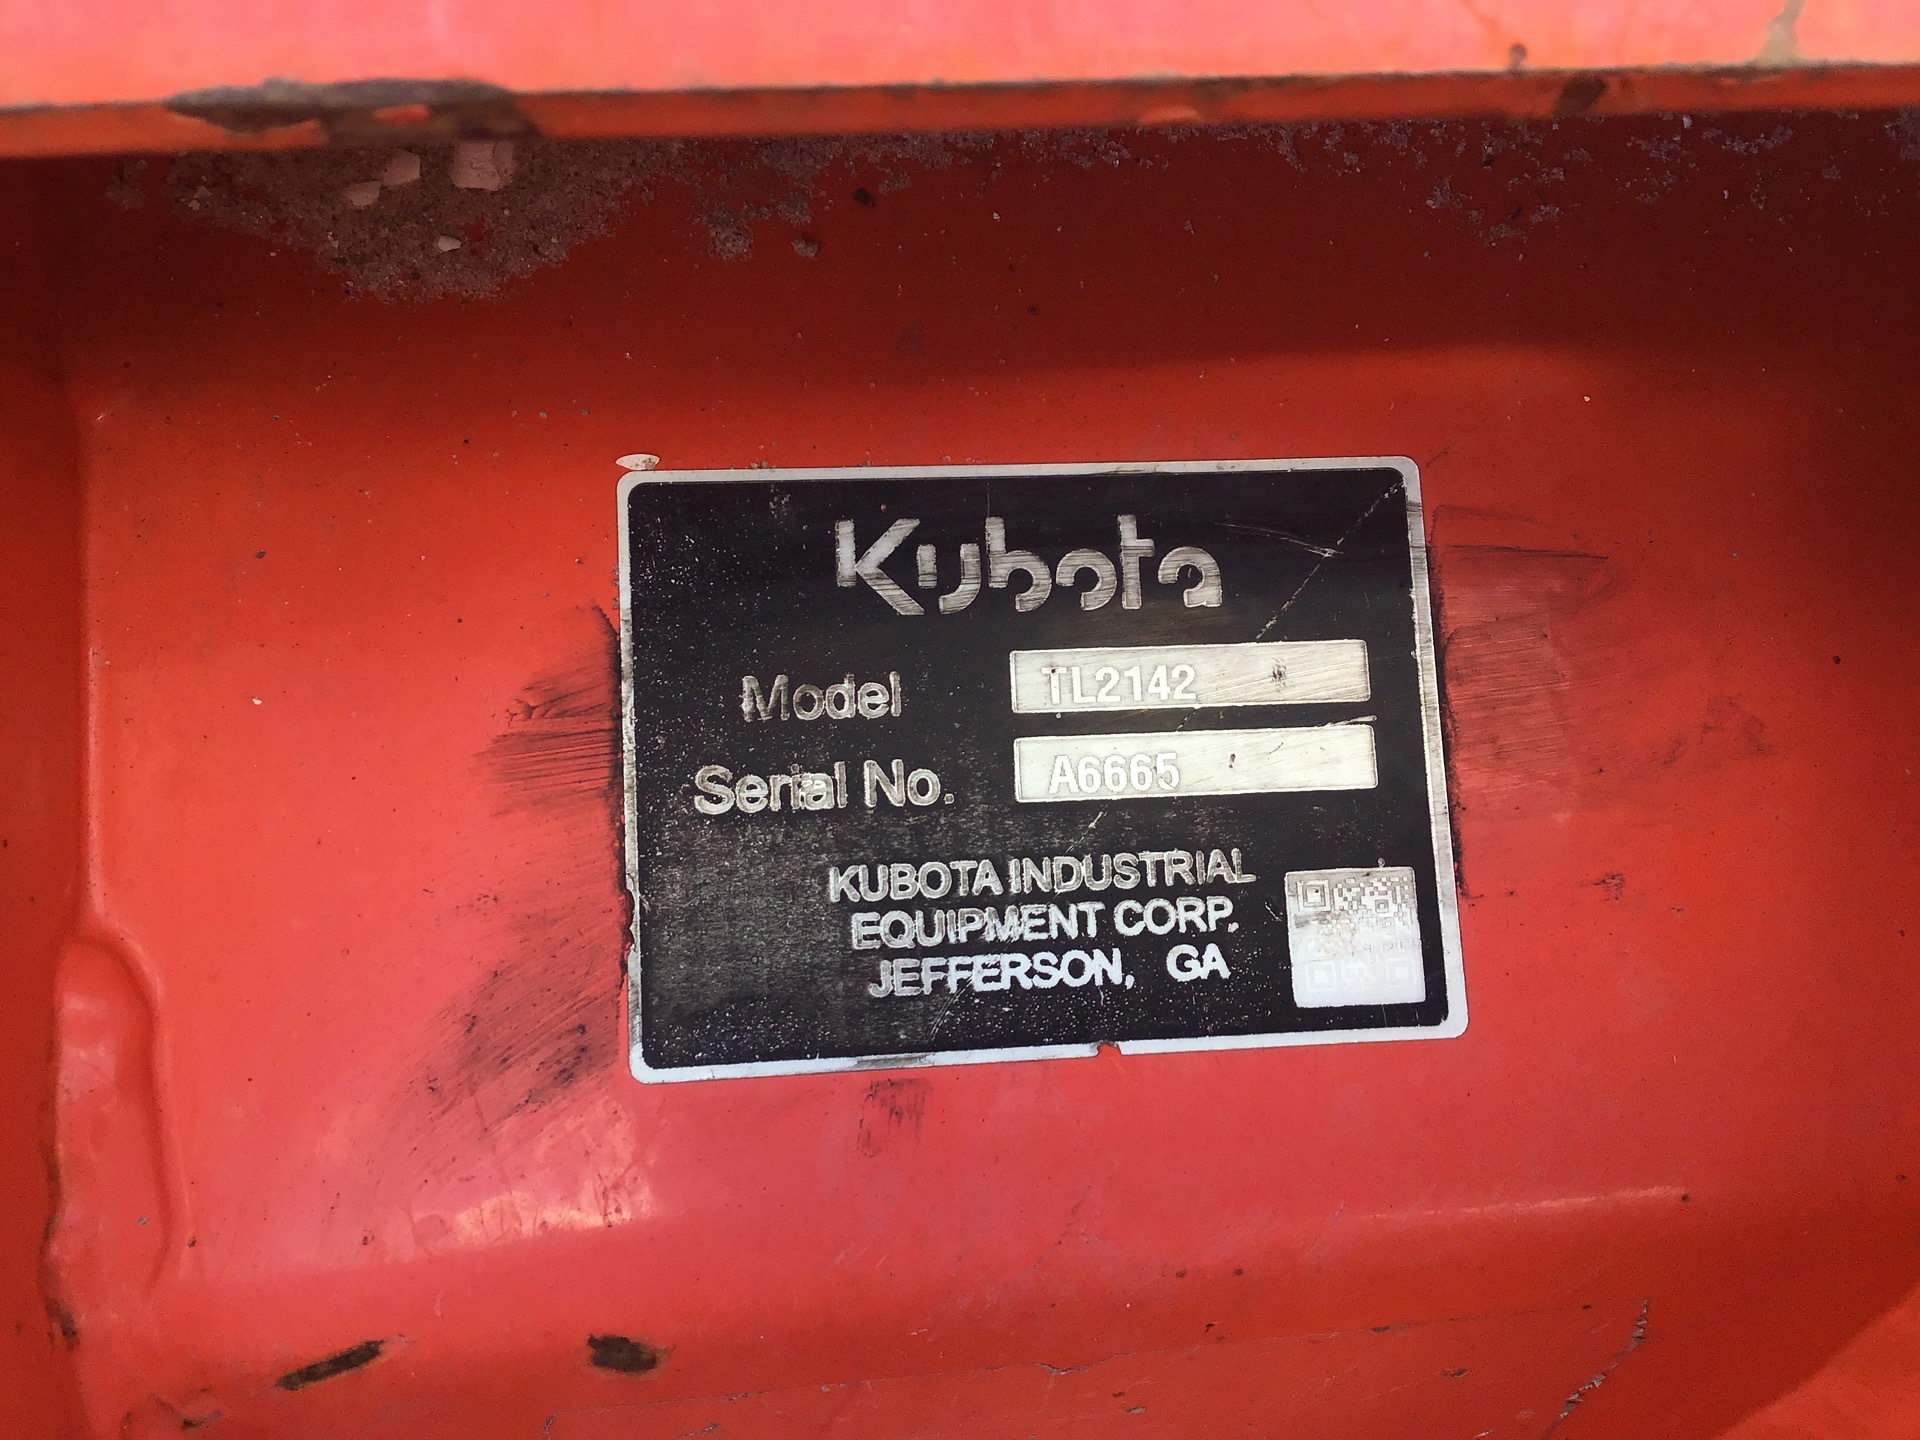 Kubota
Model TL2142
Serial No. A6665
KUBOTA INDUSTRIAL
EQUIPMENT CORP.
JEFFERSON, GA